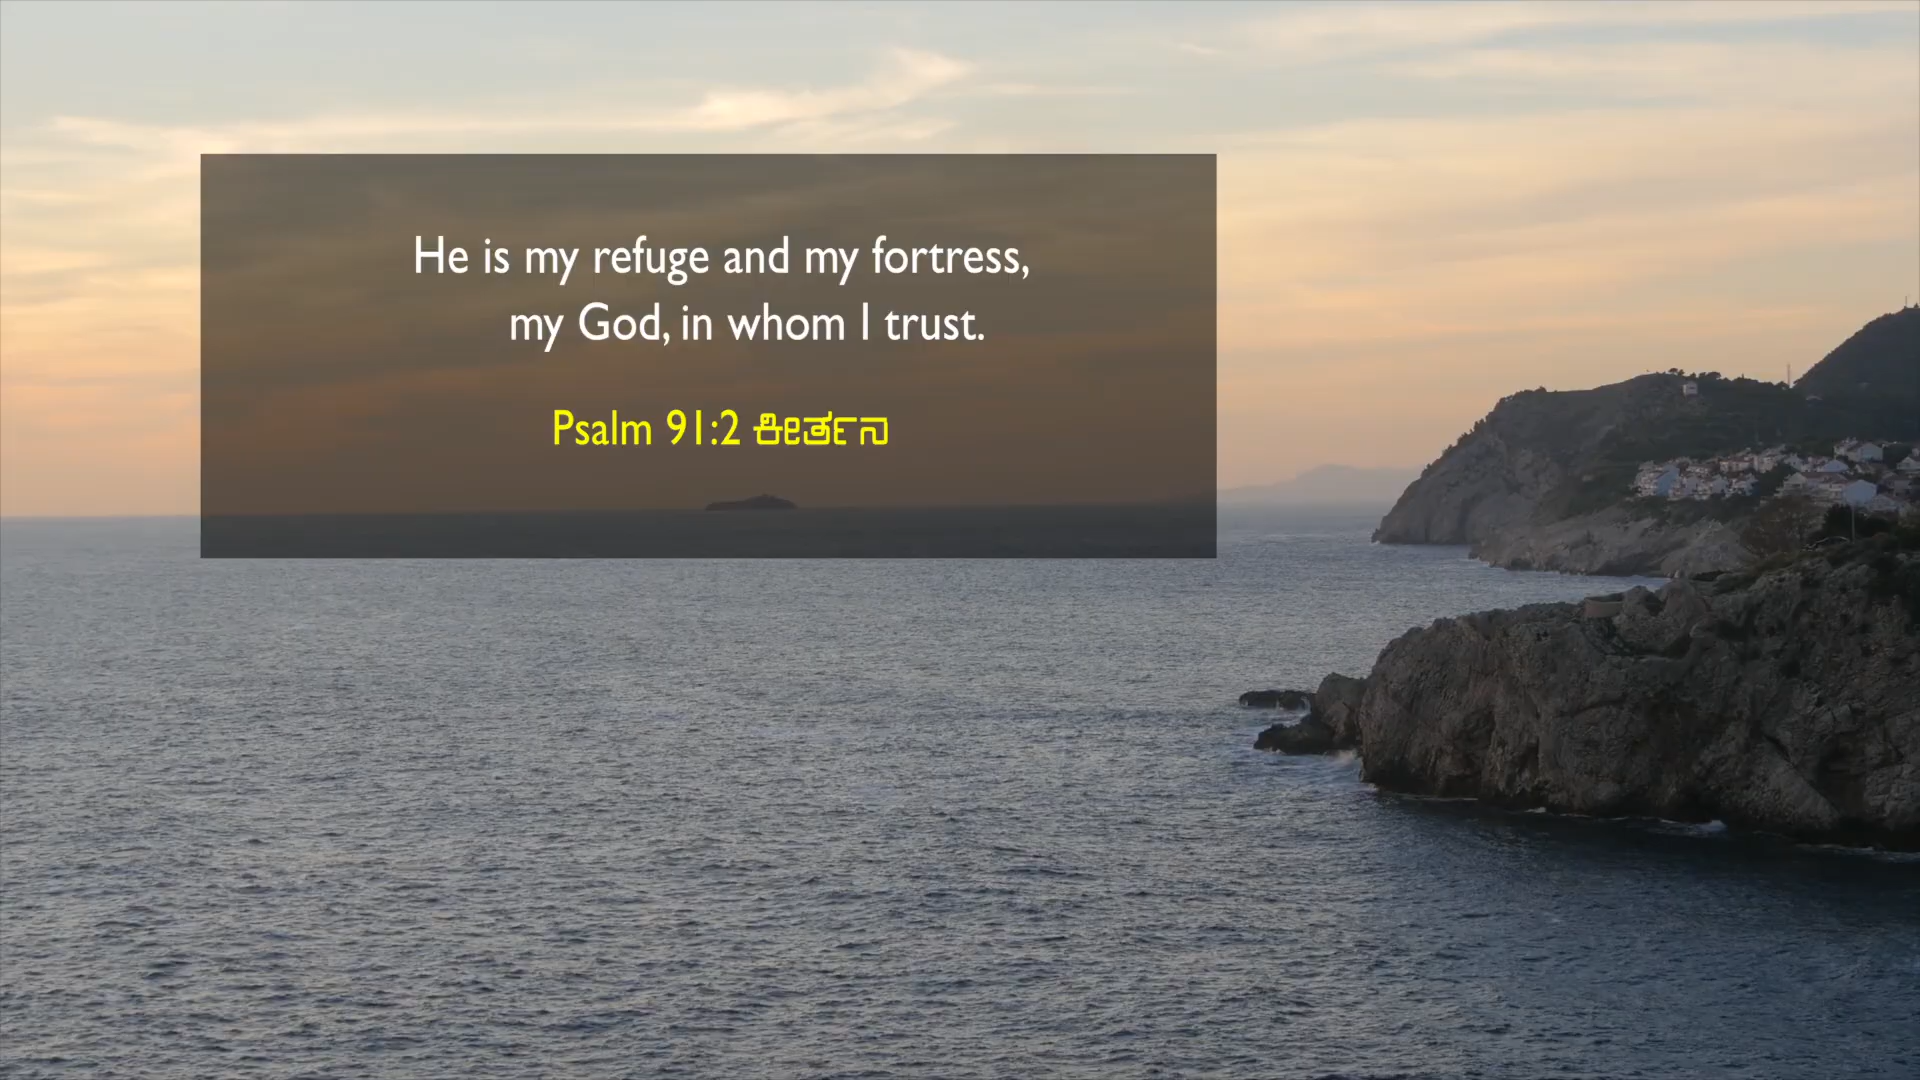 He is my refuge and my fortress,
my God, in whom I trust.
Psalm 91:2 ಕೀರ್ತನ